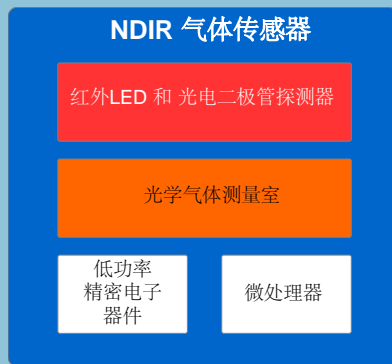 NDIR 气体传感器
红外LED 和 光电二极管探测器
光学气体测量室
低功率
精密电子
器件
微处理器